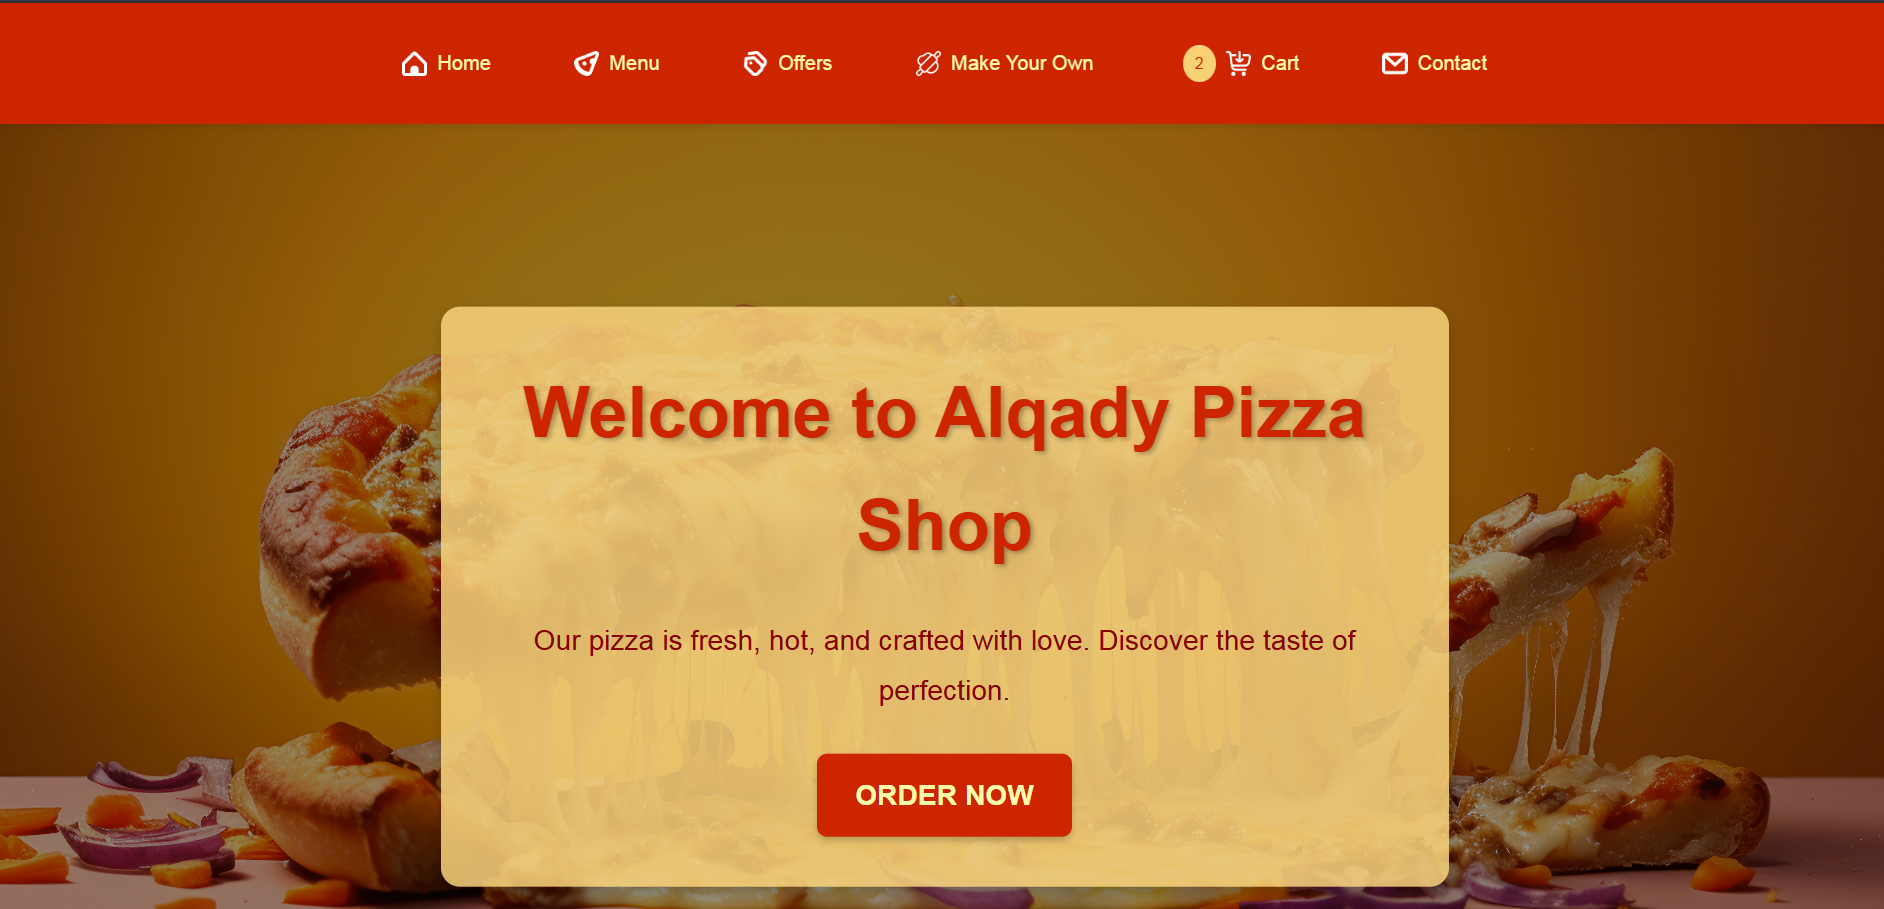 Home Menu Offers Make Your Own 2 Cart Contact
Welcome to Alqady Pizza
Shop
Our pizza is fresh, hot, and crafted with love. Discover the taste of
perfection.
ORDER NOW